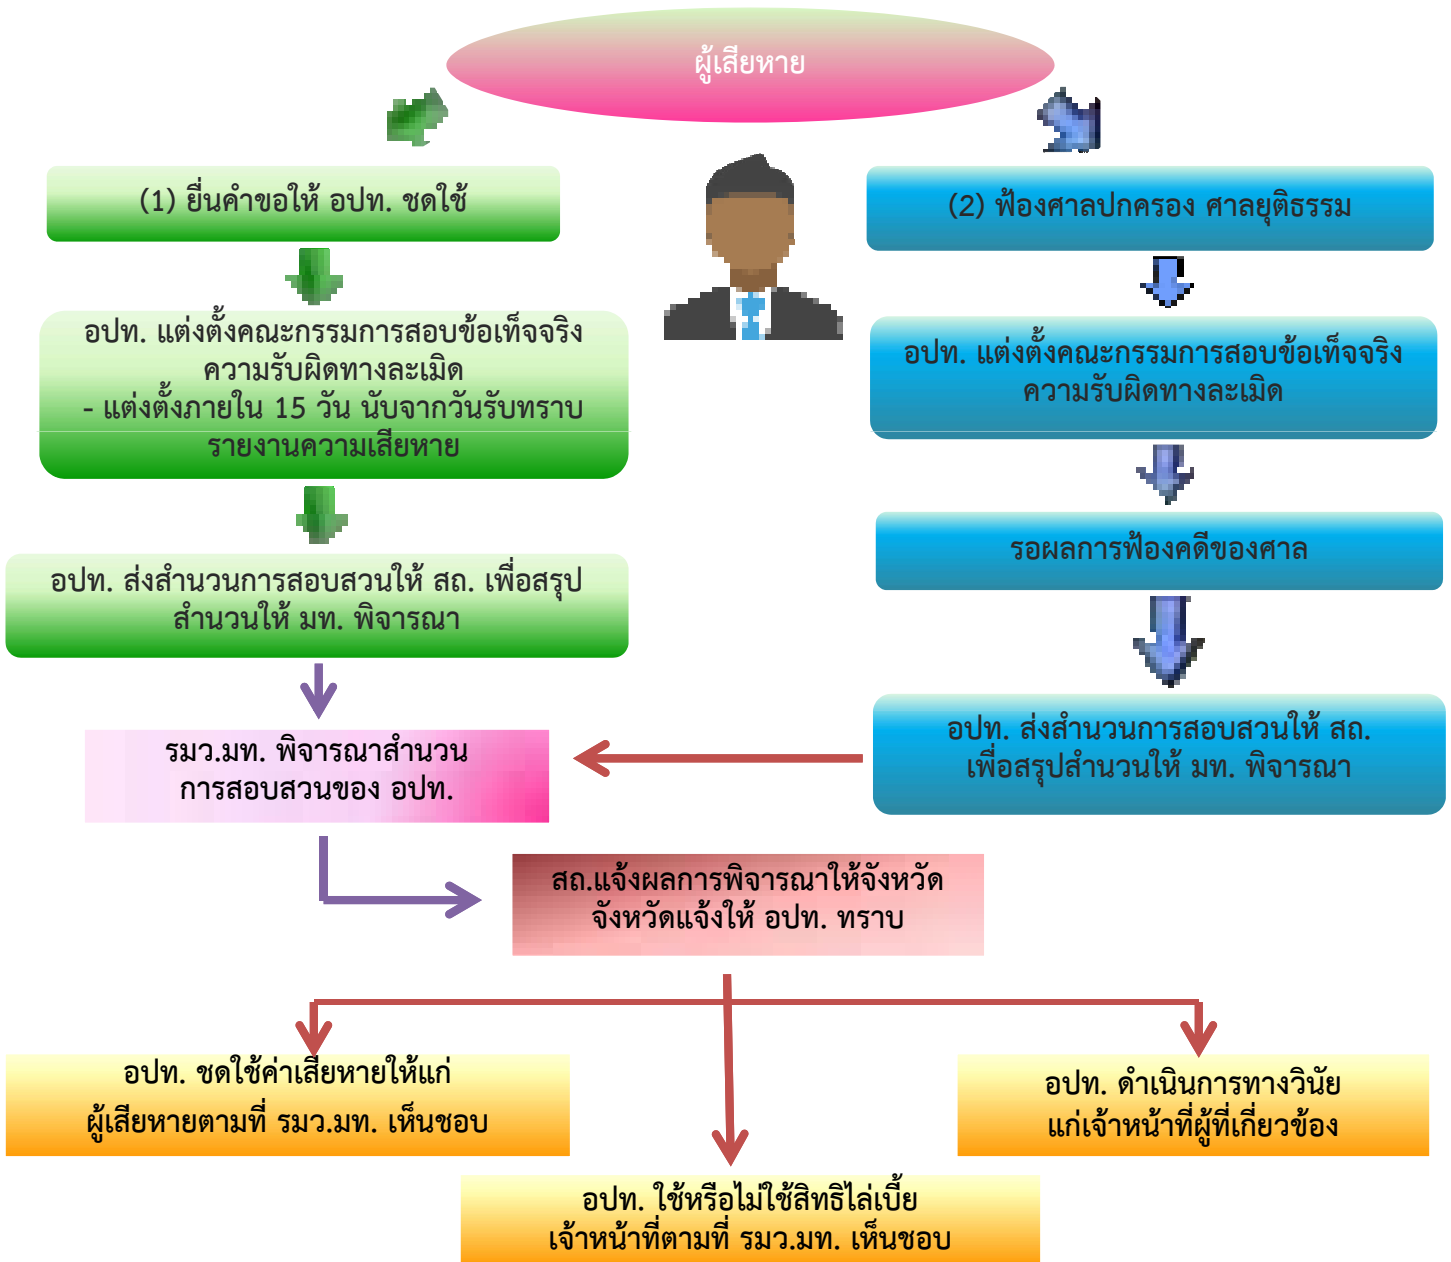 ผู้เสียหาย
(1) ยื่นคำขอให้ อปท. ชดใช้
อปท. แต่งตั้งคณะกรรมการสอบข้อเท็จจริง
ความรับผิดทางละเมิด
- แต่งตั้งภายใน 15 วัน นับจากวันรับทราบ
รายงานความเสียหาย
อปท. ส่งสำนวนการสอบสวนให้ สถ. เพื่อสรุป
สำนวนให้ มท. พิจารณา
(2) ฟ้องศาลปกครอง ศาลยุติธรรม
อปท. แต่งตั้งคณะกรรมการสอบข้อเท็จจริง
ความรับผิดทางละเมิด
รอผลการฟ้องคดีของศาล
อปท. ส่งสำนวนการสอบสวนให้ สถ.
เพื่อสรุปสำนวนให้ มท. พิจารณา
รมว.มท. พิจารณาสำนวน
การสอบสวนของ อปท.
สถ.แจ้งผลการพิจารณาให้จังหวัด
จังหวัดแจ้งให้ อปท. ทราบ
อปท. ชดใช้ค่าเสียหายให้แก่
ผู้เสียหายตามที่ รมว.มท. เห็นชอบ
อปท. ใช้หรือไม่ใช้สิทธิไล่เบี้ย
เจ้าหน้าที่ตามที่ รมว.มท. เห็นชอบ
อปท. ดำเนินการทางวินัย
แก่เจ้าหน้าที่ผู้ที่เกี่ยวข้อง